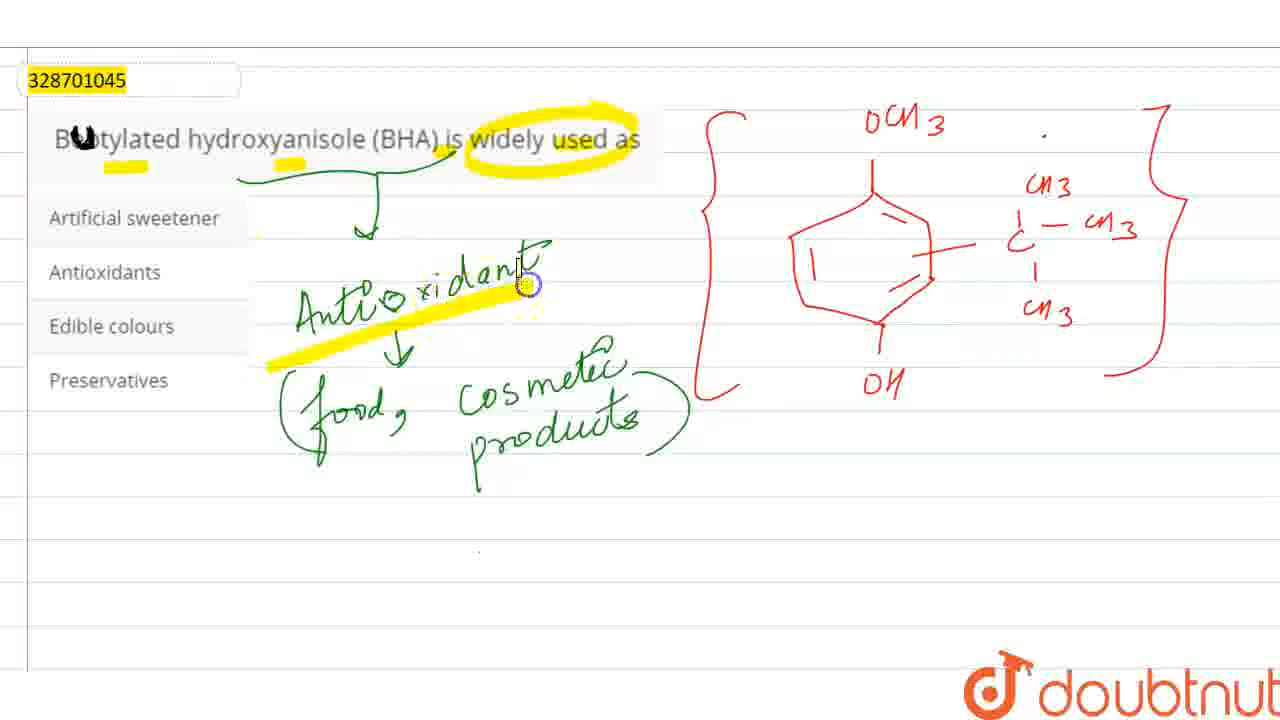 328701045
Butylated hydroxyanisole (BHA) is widely used as
Artificial sweetener
Antioxidants
Edible colours
Preservatives
Antioxidant
(food, cosmetic
products)
OCH3
CH3
C — CH3
CH3
OH
doubtnut